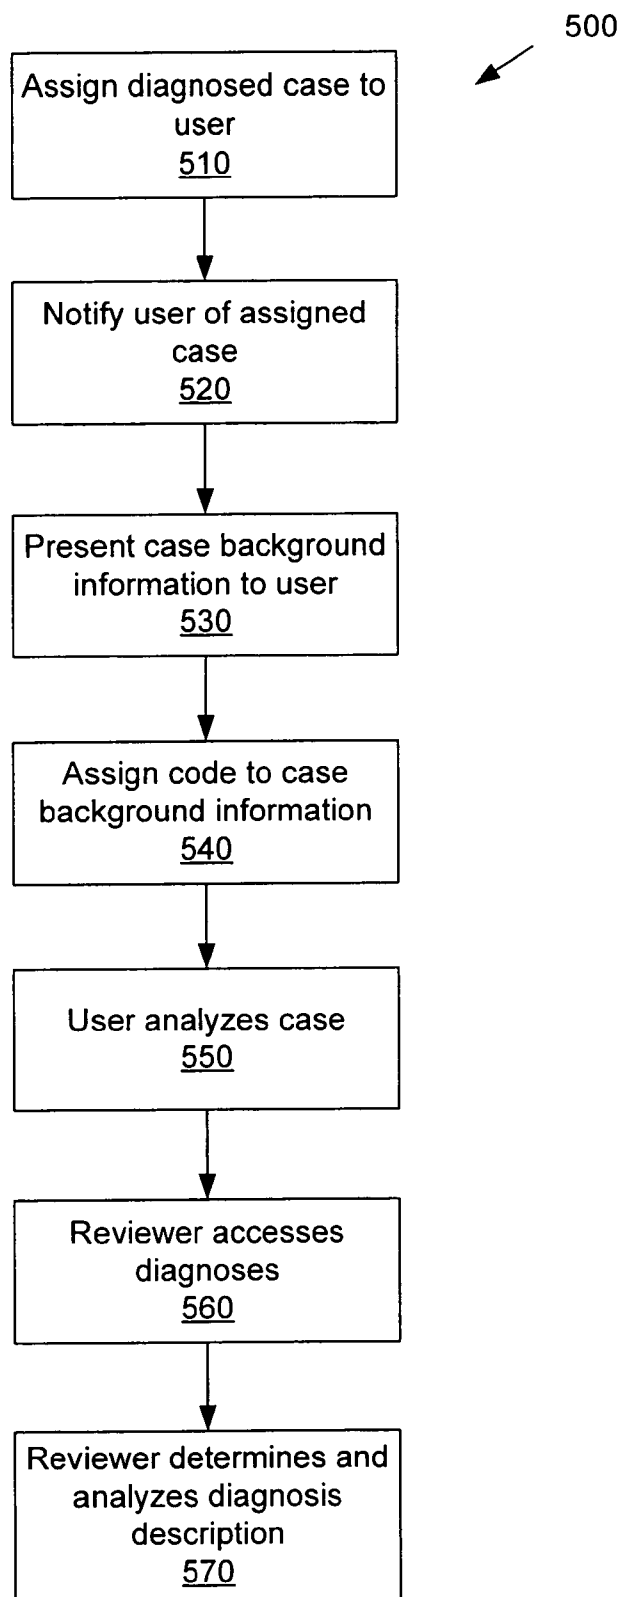 500
Assign diagnosed case to
user
510
Notify user of assigned
case
520
Present case background
information to user
530
Assign code to case
background information
540
User analyzes case
550
Reviewer accesses
diagnoses
560
Reviewer determines and
analyzes diagnosis
description
570